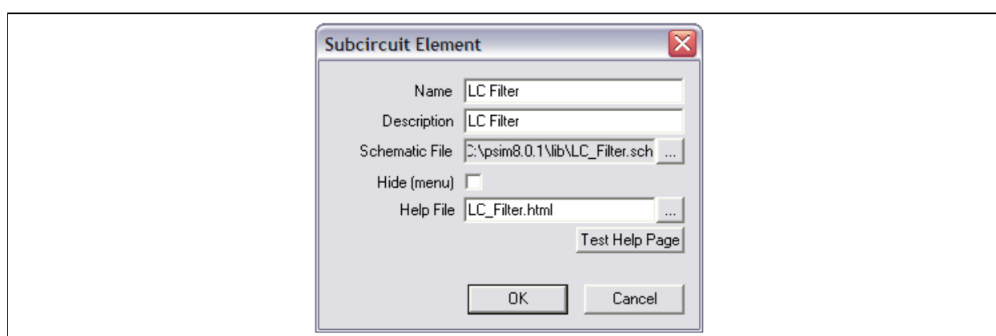 Subcircuit Element
Name LC Filter
Description LC Filter
Schematic File C:\psim8.0.1\lib\LC_Filter.sch ...
Hide (menu)
Help File LC_Filter.html ...
Test Help Page
OK Cancel